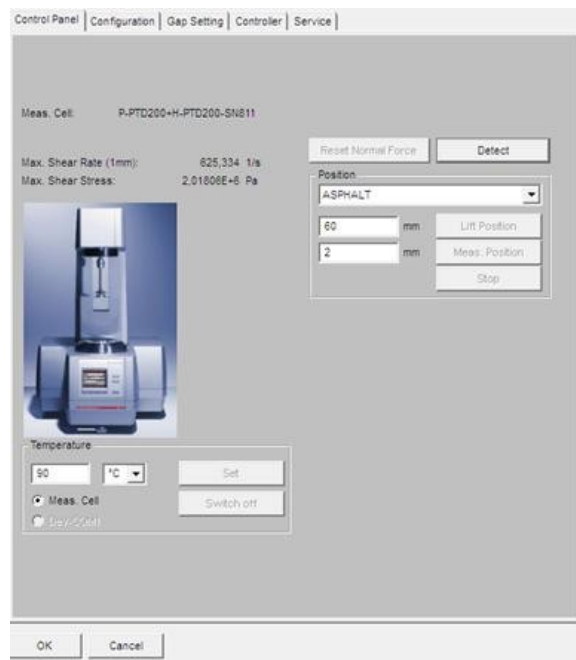 Control Panel Configuration Gap Setting Controller Service
Meas. Cell: P-PTD200+H-PTD200-SN811
Max. Shear Rate (1mm): 625,334 1/s
Max. Shear Stress: 2,01806E+6 Pa
Reset Normal Force Detect
Position
ASPHALT
60 mm Lift Position
2 mm Meas. Position
Stop
Temperature
90 °C Set
Meas. Cell Switch off
OK Cancel